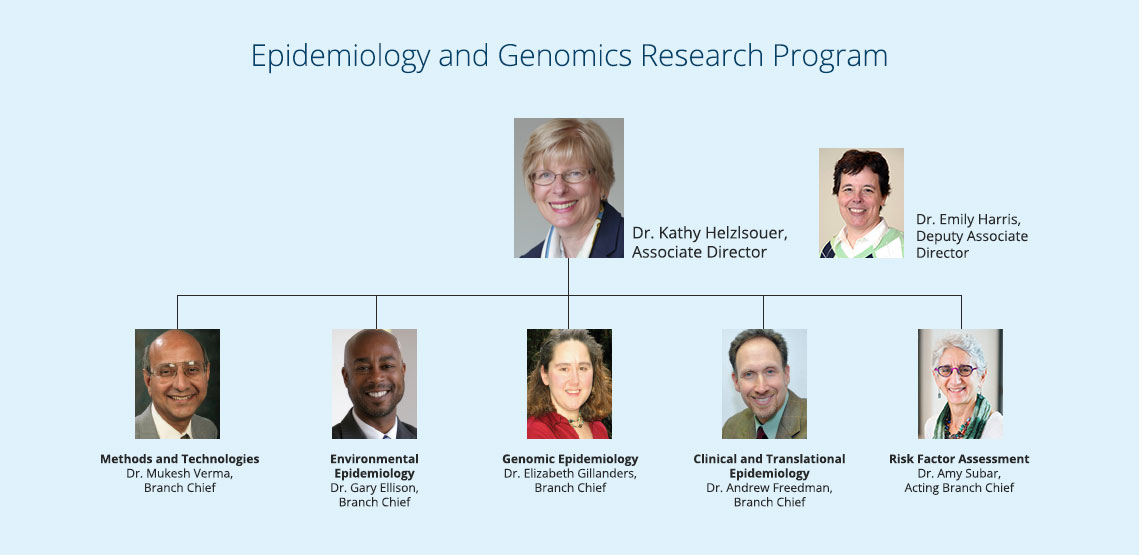 Epidemiology and Genomics Research Program
Dr. Kathy Helzlsouer,
Associate Director
Dr. Emily Harris,
Deputy Associate
Director
Methods and Technologies
Dr. Mukesh Verma,
Branch Chief
Environmental
Epidemiology
Dr. Gary Ellison,
Branch Chief
Genomic Epidemiology
Dr. Elizabeth Gillanders,
Branch Chief
Clinical and Translational
Epidemiology
Dr. Andrew Freedman,
Branch Chief
Risk Factor Assessment
Dr. Amy Subar,
Acting Branch Chief